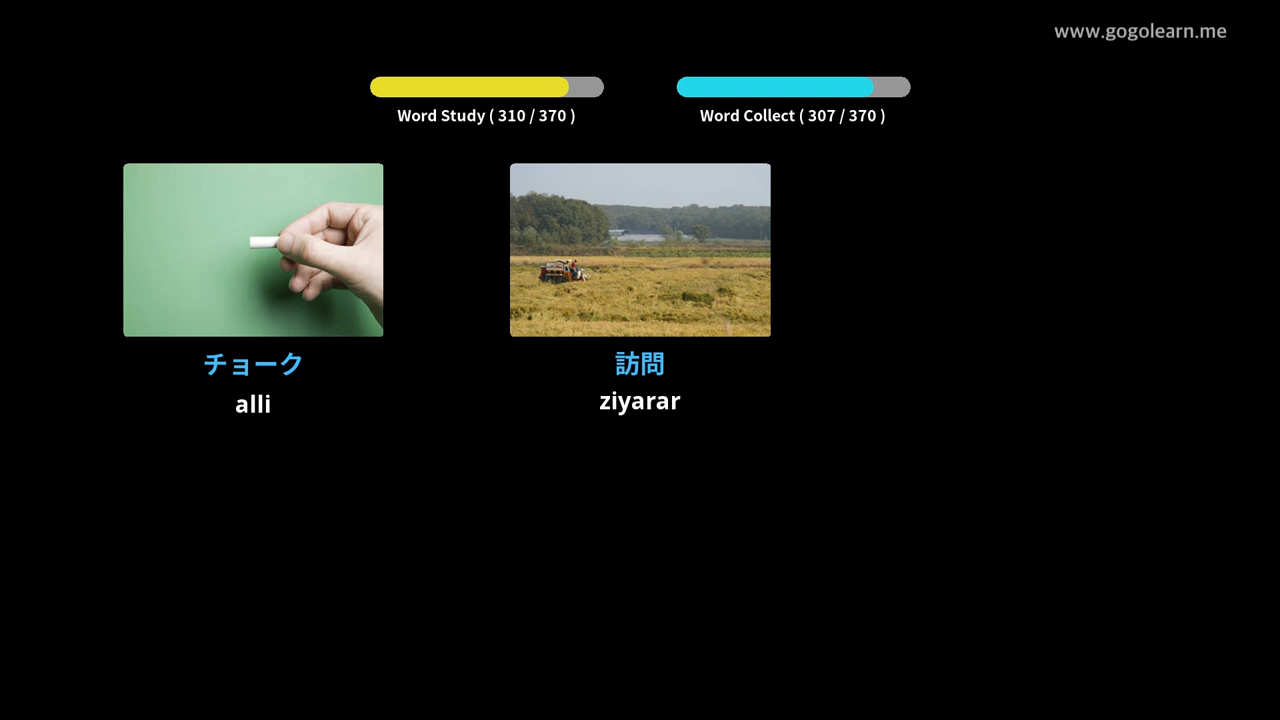 www.gogolearn.me
Word Study ( 310 / 370 )
Word Collect ( 307 / 370 )
チョーク
alli
訪問
ziyarar